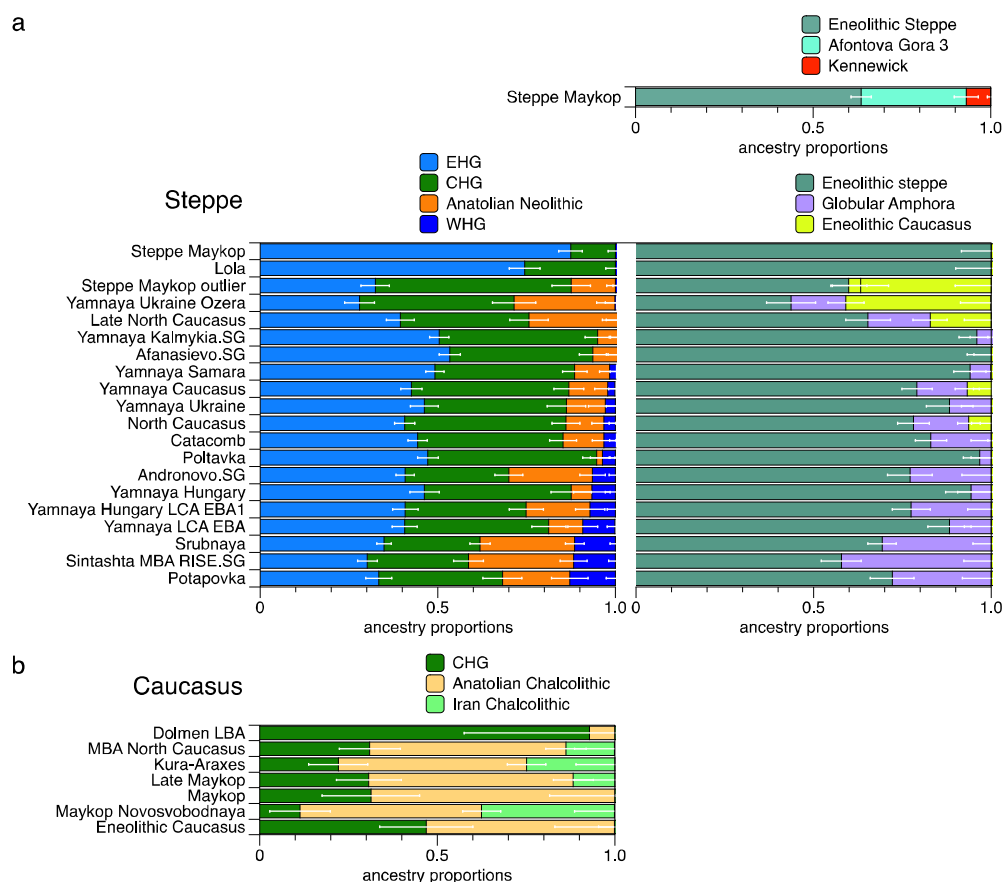 a
Eneolithic Steppe
Afontova Gora 3
Kennewick
Steppe Maykop
0 0.5 1.0
ancestry proportions
Steppe
EHG
CHG
Anatolian Neolithic
WHG
Eneolithic steppe
Globular Amphora
Eneolithic Caucasus
Steppe Maykop
Lola
Steppe Maykop outlier
Yamnaya Ukraine Ozera
Late North Caucasus
Yamnaya Kalmykia.SG
Afanasievo.SG
Yamnaya Samara
Yamnaya Caucasus
Yamnaya Ukraine
North Caucasus
Catacomb
Poltavka
Andronovo.SG
Yamnaya Hungary
Yamnaya Hungary LCA EBA1
Yamnaya LCA EBA
Srubnaya
Sintashta MBA RISE.SG
Potapovka
0 0.5 1.0
ancestry proportions
0 0.5 1.0
ancestry proportions
b
Caucasus
CHG
Anatolian Chalcolithic
Iran Chalcolithic
Dolmen LBA
MBA North Caucasus
Kura-Araxes
Late Maykop
Maykop
Maykop Novosvobodnaya
Eneolithic Caucasus
0 0.5 1.0
ancestry proportions